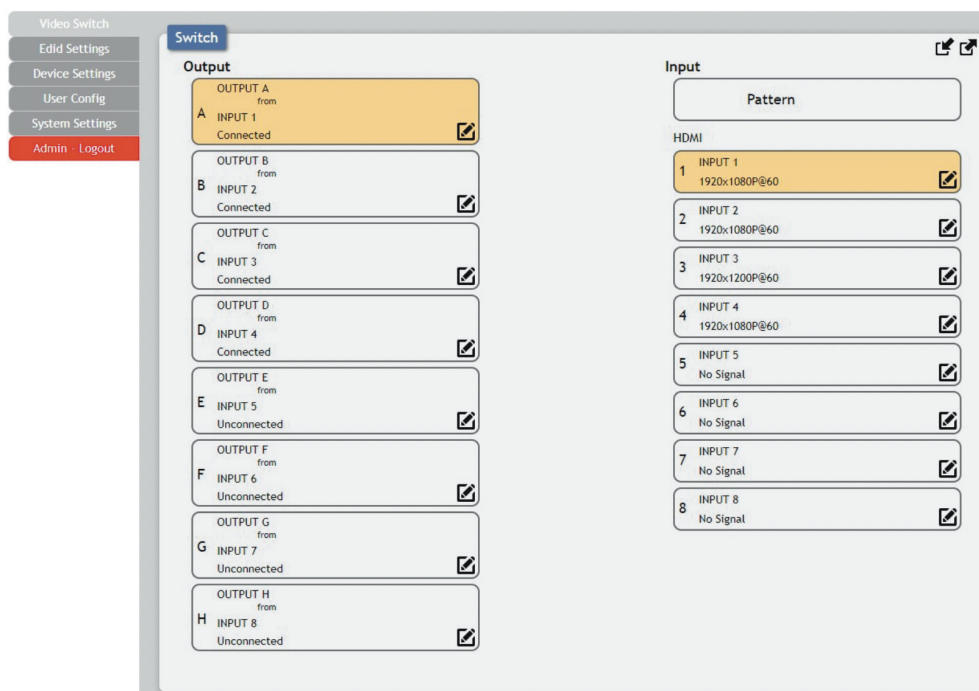 Video Switch
Edid Settings
Device Settings
User Config
System Settings
Admin - Logout
Switch
Output
A
OUTPUT A
from
INPUT 1
Connected
B
OUTPUT B
from
INPUT 2
Connected
C
OUTPUT C
from
INPUT 3
Connected
D
OUTPUT D
from
INPUT 4
Connected
E
OUTPUT E
from
INPUT 5
Unconnected
F
OUTPUT F
from
INPUT 6
Unconnected
G
OUTPUT G
from
INPUT 7
Unconnected
H
OUTPUT H
from
INPUT 8
Unconnected
Input
Pattern
HDMI
1
INPUT 1
1920x1080P@60
2
INPUT 2
1920x1080P@60
3
INPUT 3
1920x1200P@60
4
INPUT 4
1920x1080P@60
5
INPUT 5
No Signal
6
INPUT 6
No Signal
7
INPUT 7
No Signal
8
INPUT 8
No Signal